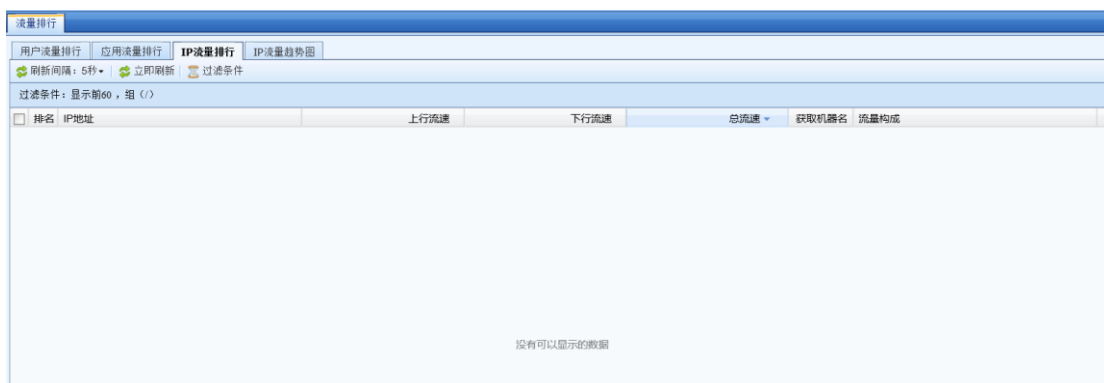 流量排行
用户流量排行 应用流量排行 IP流量排行 IP流量趋势图
刷新间隔：5秒 立即刷新 过滤条件
过滤条件：显示前60，组（/）
排名 IP地址 上行流速 下行流速 总流速 获取机器名 流量构成
没有可以显示的数据